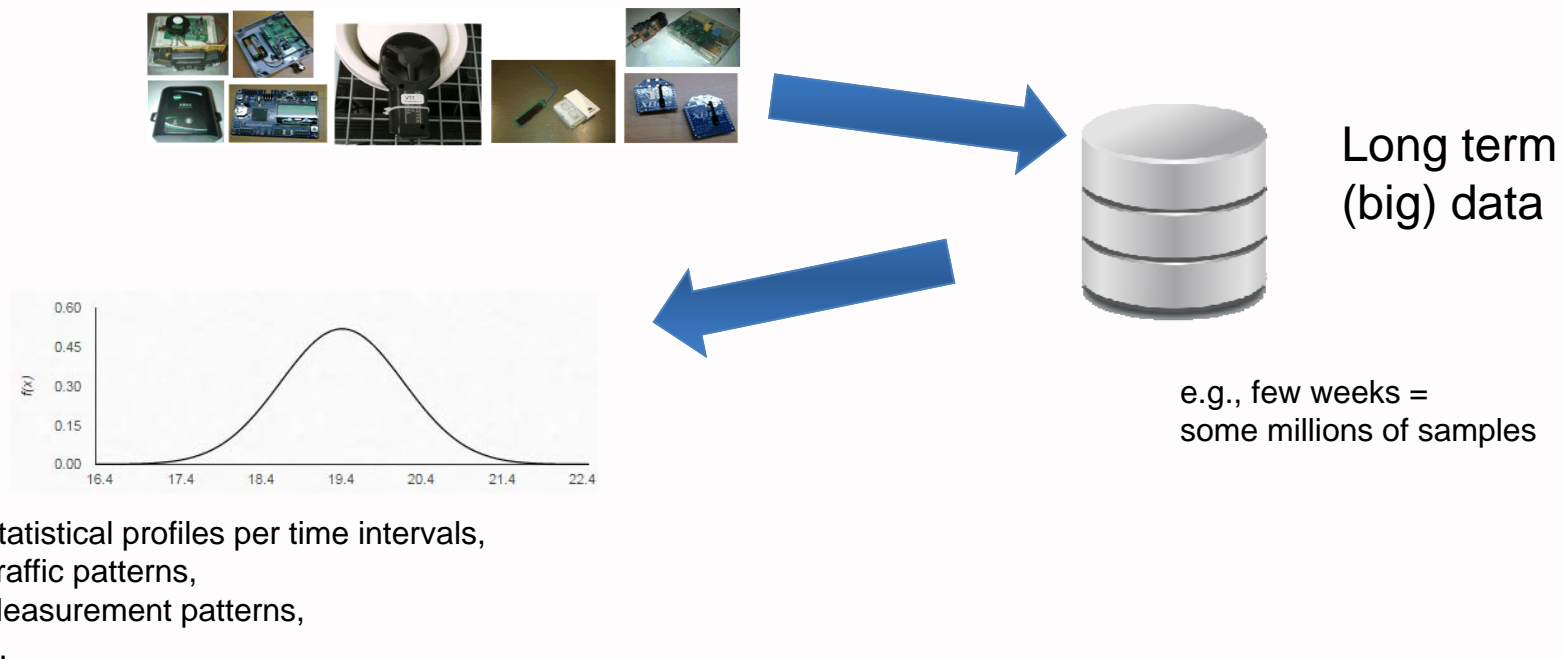 VTT
Long term
(big) data
0.60
0.45
0.30
0.15
0.00
f(x)
16.4 17.4 18.4 19.4 20.4 21.4 22.4
e.g., few weeks =
some millions of samples
tatistical profiles per time intervals,
raffic patterns,
leasurement patterns,
.